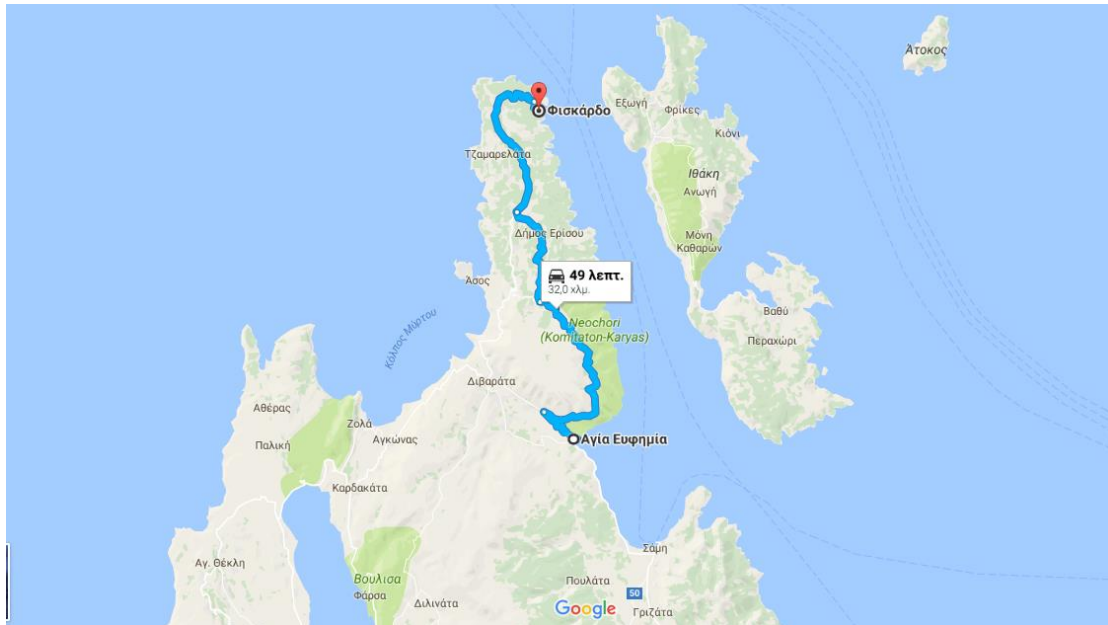 Άτοκος
Φισκάρδο
Εξωγή
Φρίκες
Κιόνι
Τζαμαρελάτα
Ιθάκη
Ανωγή
Δήμος Ερίσου
Μόνη
Καθαρών
49 λεπτ.
32,0 χλμ.
Άσος
Βαθύ
Neochori
(Komitaton-Karyas)
Περαχώρι
Κόλπος Μύρτου
Διβαράτα
Αθέρας
Ζολά
Αγκώνας
Αγία Ευφημία
Παλική
Καρδακάτα
Σάμη
Αγ. Θέκλη
Βουλισα
Φάρσα
Πουλάτα
50
Διλινάτα
Google
Γριζάτα